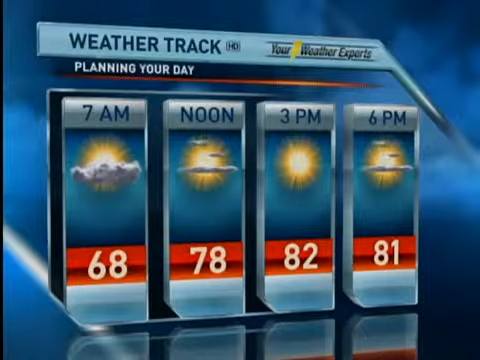 WEATHER TRACK HD
Your Weather Experts
PLANNING YOUR DAY
7 AM NOON 3 PM 6 PM
68 78 82 81